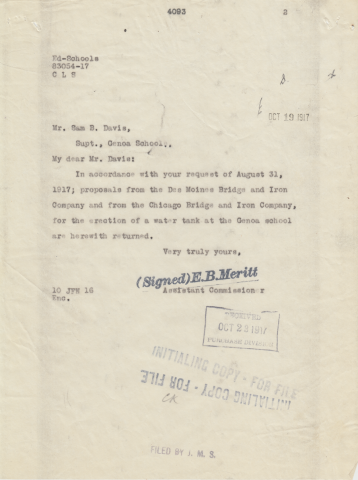 4093 2
Ed-Schools
83054-17
C L S
OCT 19 1917
Mr. Sam B. Davis,
Supt., Genoa School.
My dear Mr. Davis:
In accordance with your request of August 31,
1917; proposals from the Des Moines Bridge and Iron
Company and from the Chicago Bridge and Iron Company,
for the erection of a water tank at the Genoa school
are herewith returned.
Very truly yours,
(Signed) E.B. Meritt
10 JFH 16 Assistant Commissioner
Enc.
RECEIVED
OCT 23 1917
INITIALING COPY - FOR FILE
INITIALING COPY - FOR FILE
CK
FILED BY J. M. S.